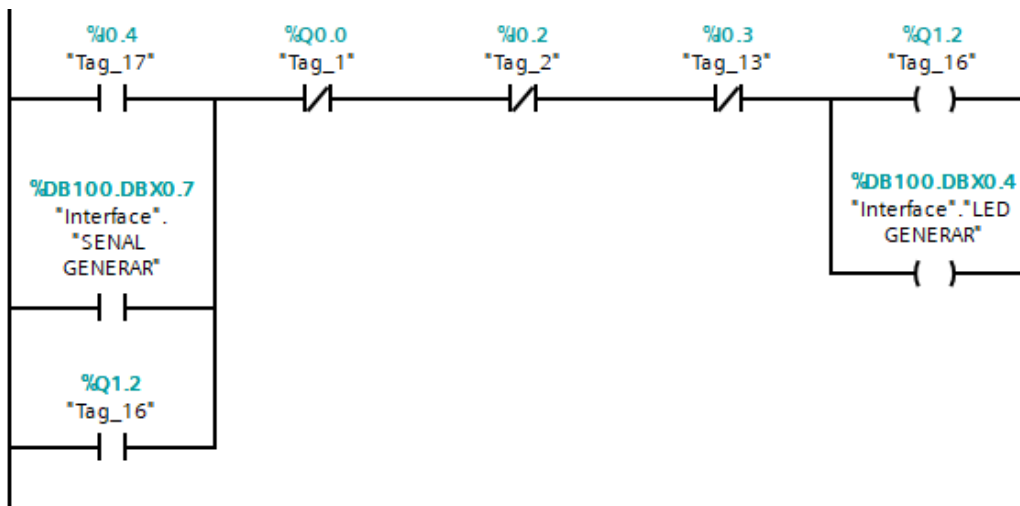 %I0.4
"Tag_17"
%Q0.0
"Tag_1"
%I0.2
"Tag_2"
%I0.3
"Tag_13"
%Q1.2
"Tag_16"
%DB100.DBX0.7
"Interface".
"SENAL
GENERAR"
%DB100.DBX0.4
"Interface"."LED
GENERAR"
%Q1.2
"Tag_16"